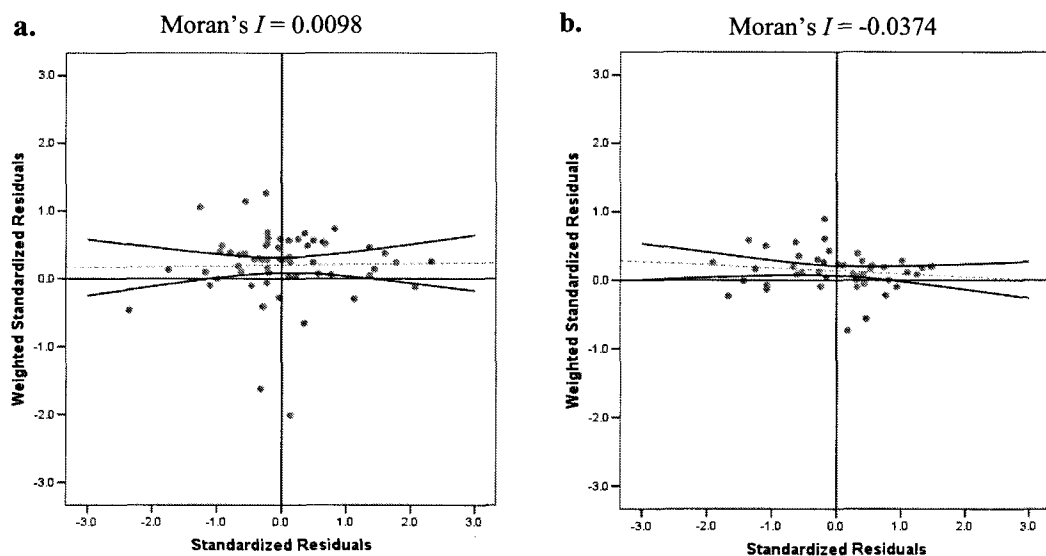 a.
Moran's I = 0.0098
3.0
2.0
1.0
0.0
-1.0
-2.0
-3.0
Weighted Standardized Residuals
-3.0 -2.0 -1.0 0.0 1.0 2.0 3.0
Standardized Residuals
b.
Moran's I = -0.0374
3.0
2.0
1.0
0.0
-1.0
-2.0
-3.0
Weighted Standardized Residuals
-3.0 -2.0 -1.0 0.0 1.0 2.0 3.0
Standardized Residuals